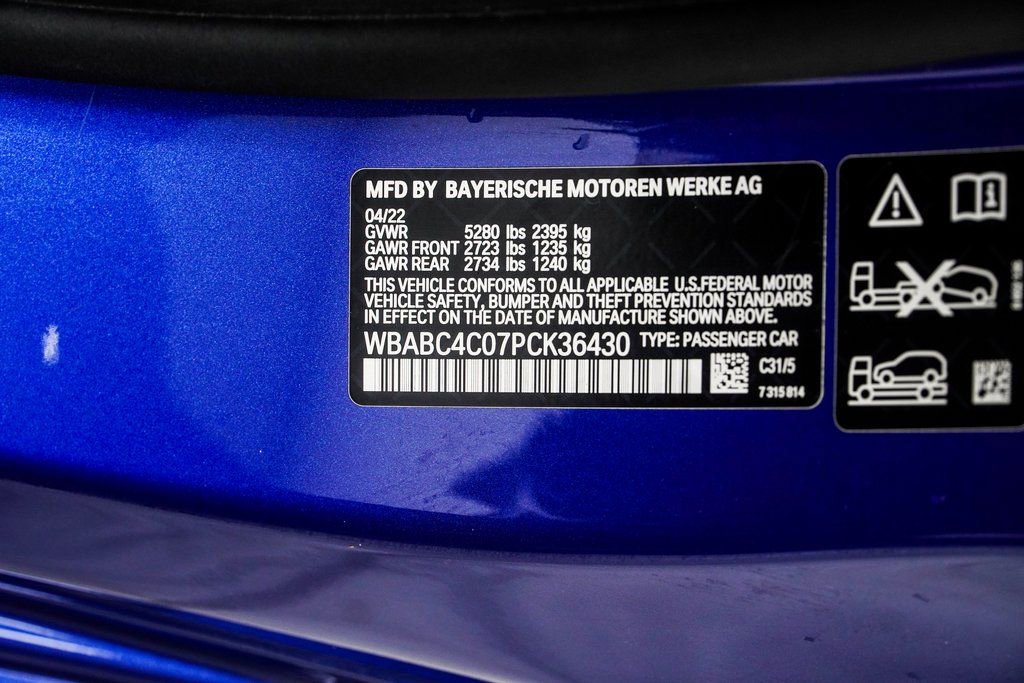 MFD BY BAYERISCHE MOTOREN WERKE AG
04/22
GVWR 5280 lbs 2395 kg
GAWR FRONT 2723 lbs 1235 kg
GAWR REAR 2734 lbs 1240 kg
THIS VEHICLE CONFORMS TO ALL APPLICABLE U.S.FEDERAL MOTOR
VEHICLE SAFETY, BUMPER AND THEFT PREVENTION STANDARDS
IN EFFECT ON THE DATE OF MANUFACTURE SHOWN ABOVE.
WBABC4C07PCK36430 TYPE: PASSENGER CAR
C31/5
7 315 814